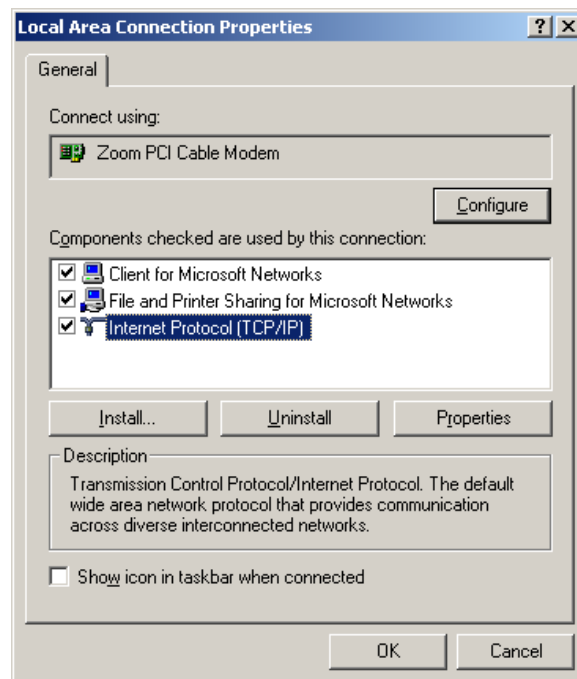 Local Area Connection Properties
General
Connect using:
Zoom PCI Cable Modem
Configure
Components checked are used by this connection:
Client for Microsoft Networks
File and Printer Sharing for Microsoft Networks
Internet Protocol (TCP/IP)
Install... Uninstall Properties
Description
Transmission Control Protocol/Internet Protocol. The default
wide area network protocol that provides communication
across diverse interconnected networks.
Show icon in taskbar when connected
OK Cancel